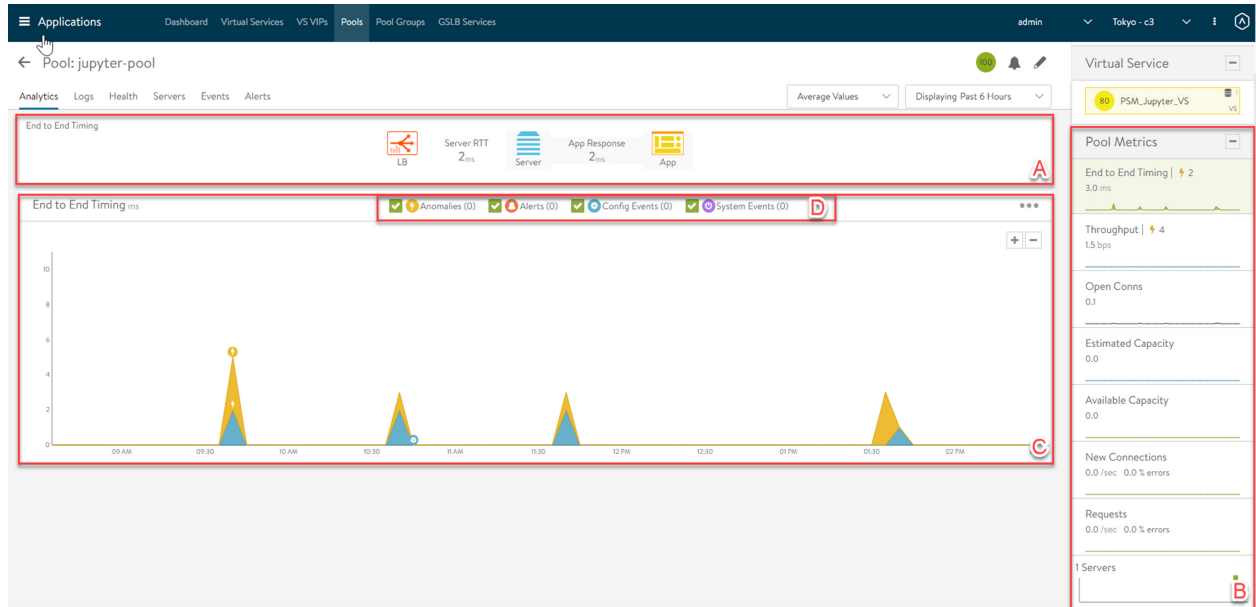 Applications Dashboard Virtual Services VS VIPs Pools Pool Groups GSLB Services admin Tokyo - c3
Pool: jupyter-pool 100
Analytics Logs Health Servers Events Alerts Average Values Displaying Past 6 Hours
End to End Timing
LB
Server RTT
2ms
Server
App Response
2ms
App
A
End to End Timing ms
Anomalies (0) Alerts (0) Config Events (0) System Events (0) D
10
8
6
4
2
0
09 AM 09:30 10 AM 10:30 11 AM 11:30 12 PM 12:30 01 PM 01:30 02 PM
C
Virtual Service
80 PSM_Jupyter_VS 1
VS
Pool Metrics
End to End Timing | 2
3.0 ms
Throughput | 4
1.5 bps
Open Conns
0.1
Estimated Capacity
0.0
Available Capacity
0.0
New Connections
0.0 /sec 0.0 % errors
Requests
0.0 /sec 0.0 % errors
1 Servers
B